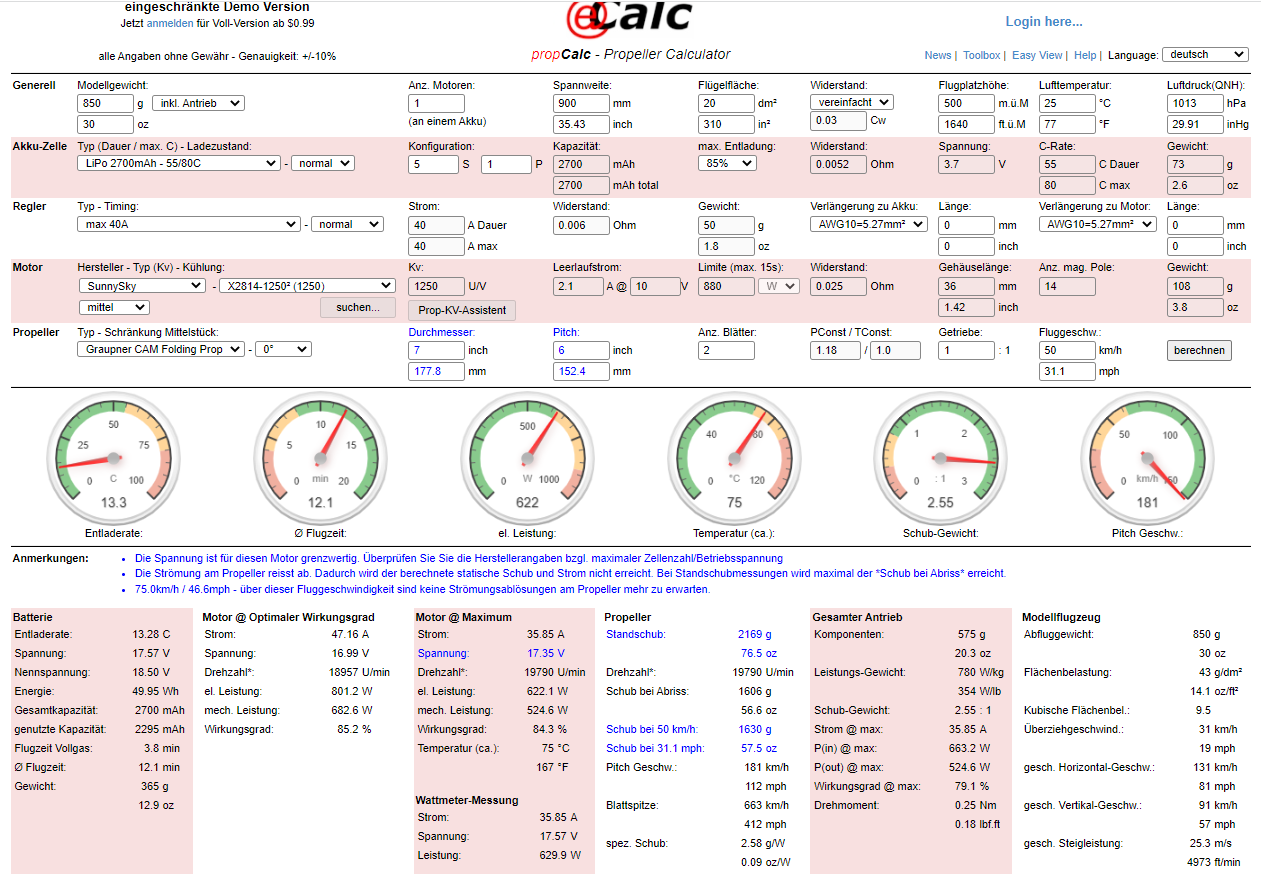 eingeschränkte Demo Version
Jetzt anmelden für Voll-Version ab $0.99
alle Angaben ohne Gewähr - Genauigkeit: +/-10%
@Calc
propCalc - Propeller Calculator
Login here...
News | Toolbox | Easy View | Help | Language: deutsch
Generell Modellgewicht: Anz. Motoren: Spannweite: Flügelfläche: Widerstand: Flugplatzhöhe: Lufttemperatur: Luftdruck(QNH):
850 g inkl. Antrieb 1 900 mm 20 dm² vereinfacht 500 m.ü.M 25 °C 1013 hPa
30 oz (an einem Akku) 35.43 inch 310 in² 0.03 Cw 1640 ft.ü.M 77 °F 29.91 inHg
Akku-Zelle Typ (Dauer / max. C) - Ladezustand: Konfiguration: Kapazität: max. Entladung: Widerstand: Spannung: C-Rate: Gewicht:
LiPo 2700mAh - 55/80C - normal 5 S 1 P 2700 mAh 85% 0.0052 Ohm 3.7 V 55 C Dauer 73 g
2700 mAh total 80 C max 2.6 oz
Regler Typ - Timing: Strom: Widerstand: Gewicht: Verlängerung zu Akku: Länge: Verlängerung zu Motor: Länge:
max 40A - normal 40 A Dauer 0.006 Ohm 50 g AWG10=5.27mm² 0 mm AWG10=5.27mm² 0 mm
40 A max 1.8 oz 0 inch 0 inch
Motor Hersteller - Typ (Kv) - Kühlung: Kv: Leerlaufstrom: Limite (max. 15s): Widerstand: Gehäuselänge: Anz. mag. Pole: Gewicht:
SunnySky - X2814-1250² (1250) 1250 U/V 2.1 A @ 10 V 880 W 0.025 Ohm 36 mm 14 108 g
mittel suchen... Prop-KV-Assistent 1.42 inch 3.8 oz
Propeller Typ - Schränkung Mittelstück: Durchmesser: Pitch: Anz. Blätter: PConst / TConst: Getriebe: Fluggeschw.:
Graupner CAM Folding Prop - 0° 7 inch 6 inch 2 1.18 / 1.0 1 : 1 50 km/h berechnen
177.8 mm 152.4 mm 31.1 mph
0 25 50 75 100 C 13.3
0 5 10 15 20 min 12.1
0 500 1000 W 622
0 40 80 120 °C 75
0 1 2 3 : 1 2.55
0 50 100 150 km/h 181
Entladerate: Ø Flugzeit: el. Leistung: Temperatur (ca.): Schub-Gewicht: Pitch Geschw.:
Anmerkungen: • Die Spannung ist für diesen Motor grenzwertig. Überprüfen Sie Sie die Herstellerangaben bzgl. maximaler Zellenzahl/Betriebsspannung
• Die Strömung am Propeller reisst ab. Dadurch wird der berechnete statische Schub und Strom nicht erreicht. Bei Standschubmessungen wird maximal der *Schub bei Abriss* erreicht.
• 75.0km/h / 46.6mph - über dieser Fluggeschwindigkeit sind keine Strömungsablösungen am Propeller mehr zu erwarten.
Batterie
Entladerate: 13.28 C
Spannung: 17.57 V
Nennspannung: 18.50 V
Energie: 49.95 Wh
Gesamtkapazität: 2700 mAh
genutzte Kapazität: 2295 mAh
Flugzeit Vollgas: 3.8 min
Ø Flugzeit: 12.1 min
Gewicht: 365 g
12.9 oz
Motor @ Optimaler Wirkungsgrad
Strom: 47.16 A
Spannung: 16.99 V
Drehzahl*: 18957 U/min
el. Leistung: 801.2 W
mech. Leistung: 682.6 W
Wirkungsgrad: 85.2 %
Motor @ Maximum
Strom: 35.85 A
Spannung: 17.35 V
Drehzahl*: 19790 U/min
el. Leistung: 622.1 W
mech. Leistung: 524.6 W
Wirkungsgrad: 84.3 %
Temperatur (ca.): 75 °C
167 °F
Wattmeter-Messung
Strom: 35.85 A
Spannung: 17.57 V
Leistung: 629.9 W
Propeller
Standschub: 2169 g
76.5 oz
Drehzahl*: 19790 U/min
Schub bei Abriss: 1606 g
56.6 oz
Schub bei 50 km/h: 1630 g
Schub bei 31.1 mph: 57.5 oz
Pitch Geschw.: 181 km/h
112 mph
Blattspitze: 663 km/h
412 mph
spez. Schub: 2.58 g/W
0.09 oz/W
Gesamter Antrieb
Komponenten: 575 g
20.3 oz
Leistungs-Gewicht: 780 W/kg
354 W/lb
Schub-Gewicht: 2.55 : 1
Strom @ max: 35.85 A
P(in) @ max: 663.2 W
P(out) @ max: 524.6 W
Wirkungsgrad @ max: 79.1 %
Drehmoment: 0.25 Nm
0.18 lbf.ft
Modellflugzeug
Abfluggewicht: 850 g
30 oz
Flächenbelastung: 43 g/dm²
14.1 oz/ft²
Kubische Flächenbel.: 9.5
Überziehgeschwind.: 31 km/h
19 mph
gesch. Horizontal-Geschw.: 131 km/h
81 mph
gesch. Vertikal-Geschw.: 91 km/h
57 mph
gesch. Steigleistung: 25.3 m/s
4973 ft/min